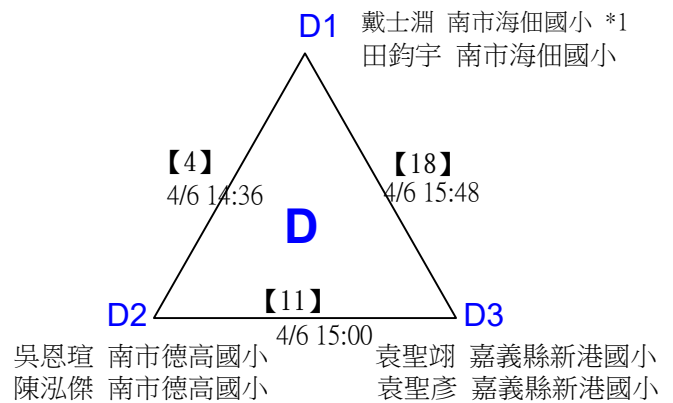 D1
戴士淵 南市海佃國小 *1
田鈞宇 南市海佃國小
【4】
4/6 14:36
【18】
4/6 15:48
D
【11】
4/6 15:00
D2
D3
吳恩瑄 南市德高國小
陳泓傑 南市德高國小
袁聖翊 嘉義縣新港國小
袁聖彥 嘉義縣新港國小